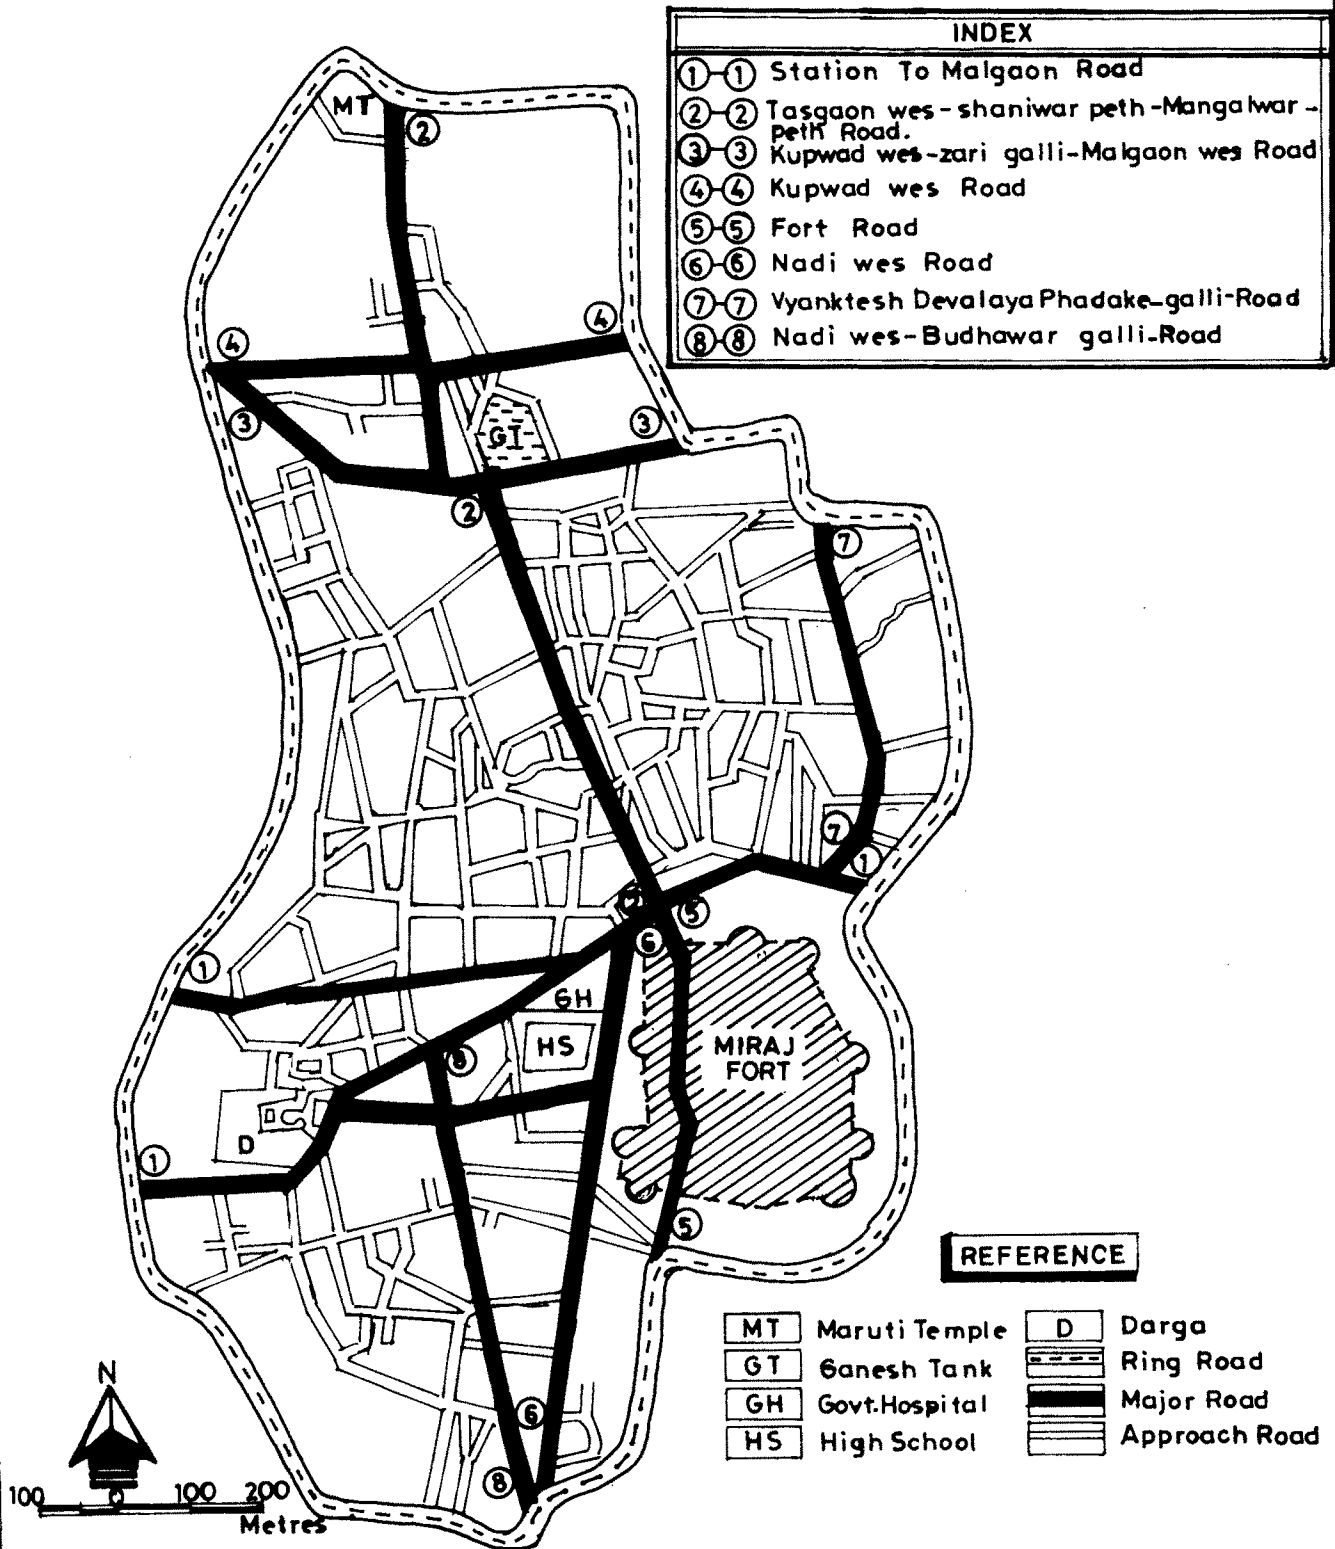 INDEX
①-① Station To Malgaon Road
②-② Tasgaon wes-shaniwar peth-Mangalwar-
peth Road.
③-③ Kupwad wes-zari galli-Malgaon wes Road
④-④ Kupwad wes Road
⑤-⑤ Fort Road
⑥-⑥ Nadi wes Road
⑦-⑦ Vyanktesh Devalaya Phadake-galli-Road
⑧-⑧ Nadi wes-Budhawar galli-Road
MT
②
④
④
③
③
GT
②
⑦
⑦
①
②
⑤
⑥
①
GH
HS
⑧
MIRAJ
FORT
D
①
⑤
⑥
⑧
REFERENCE
MT Maruti Temple
GT Ganesh Tank
GH Govt.Hospital
HS High School
D Darga
Ring Road
Major Road
Approach Road
N
100 0 100 200
Metres